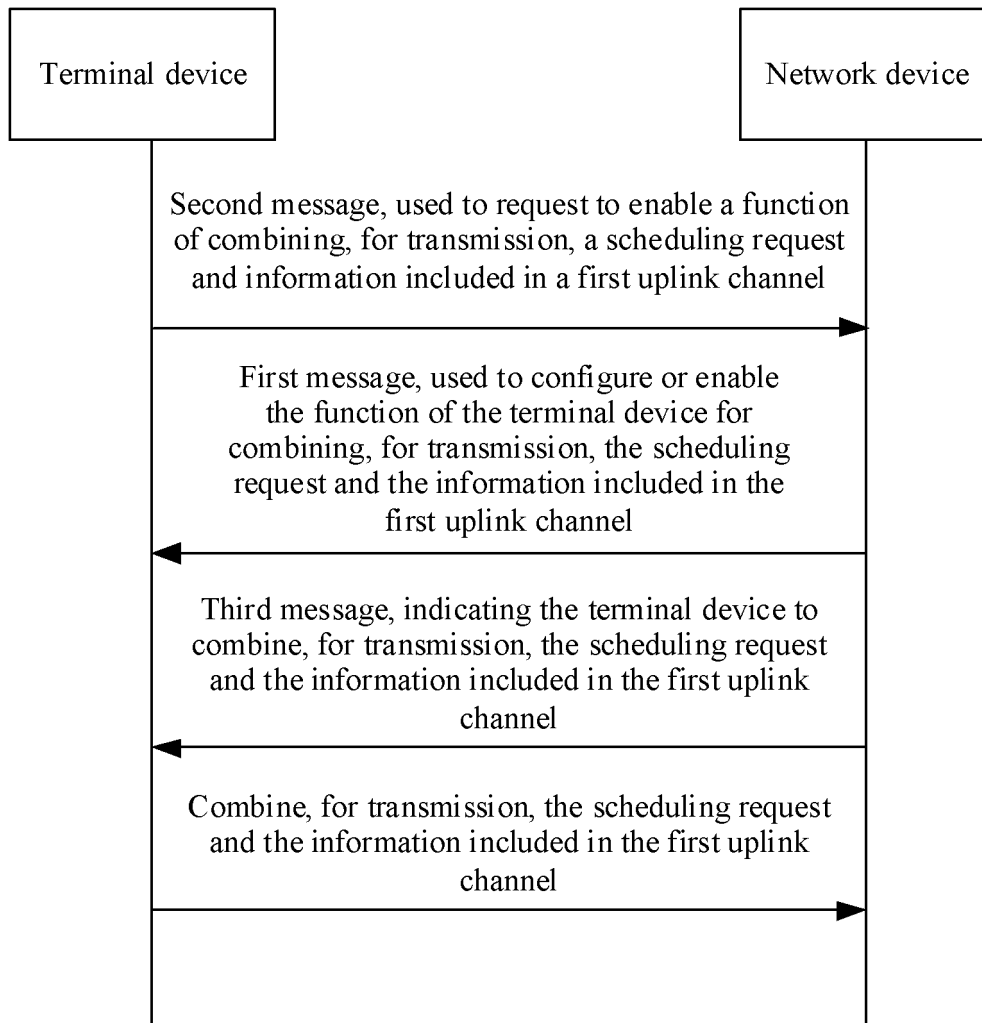 Terminal device
Network device
Second message, used to request to enable a function
of combining, for transmission, a scheduling request
and information included in a first uplink channel
First message, used to configure or enable
the function of the terminal device for
combining, for transmission, the scheduling
request and the information included in the
first uplink channel
Third message, indicating the terminal device to
combine, for transmission, the scheduling request
and the information included in the first uplink
channel
Combine, for transmission, the scheduling request
and the information included in the first uplink
channel